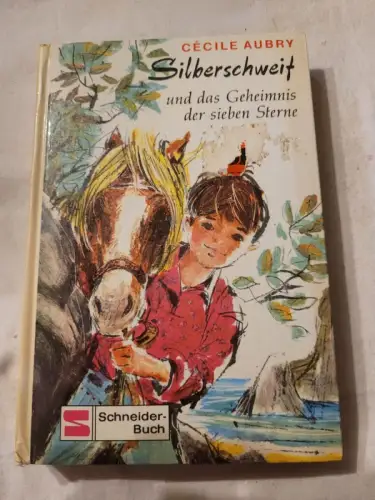 CÉCILE AUBRY
Silberschweif
und das Geheimnis
der sieben Sterne
Schneider-
Buch